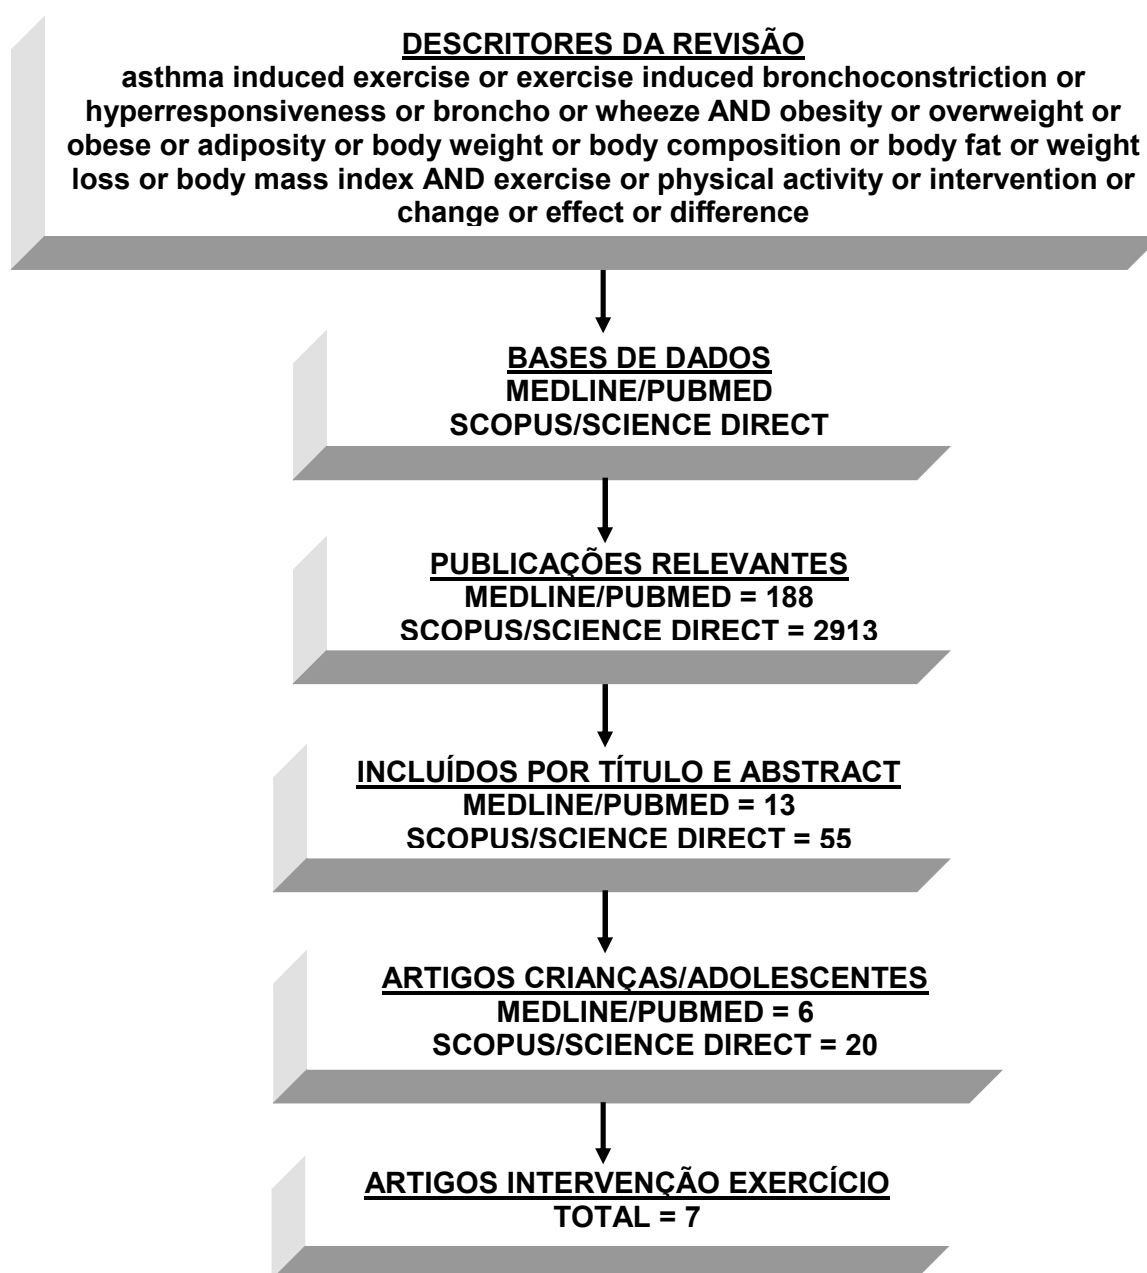 DESCRITORES DA REVISÃO
asthma induced exercise or exercise induced bronchoconstriction or
hyperresponsiveness or broncho or wheeze AND obesity or overweight or
obese or adiposity or body weight or body composition or body fat or weight
loss or body mass index AND exercise or physical activity or intervention or
change or effect or difference
BASES DE DADOS
MEDLINE/PUBMED
SCOPUS/SCIENCE DIRECT
PUBLICAÇÕES RELEVANTES
MEDLINE/PUBMED = 188
SCOPUS/SCIENCE DIRECT = 2913
INCLUÍDOS POR TÍTULO E ABSTRACT
MEDLINE/PUBMED = 13
SCOPUS/SCIENCE DIRECT = 55
ARTIGOS CRIANÇAS/ADOLESCENTES
MEDLINE/PUBMED = 6
SCOPUS/SCIENCE DIRECT = 20
ARTIGOS INTERVENÇÃO EXERCÍCIO
TOTAL = 7